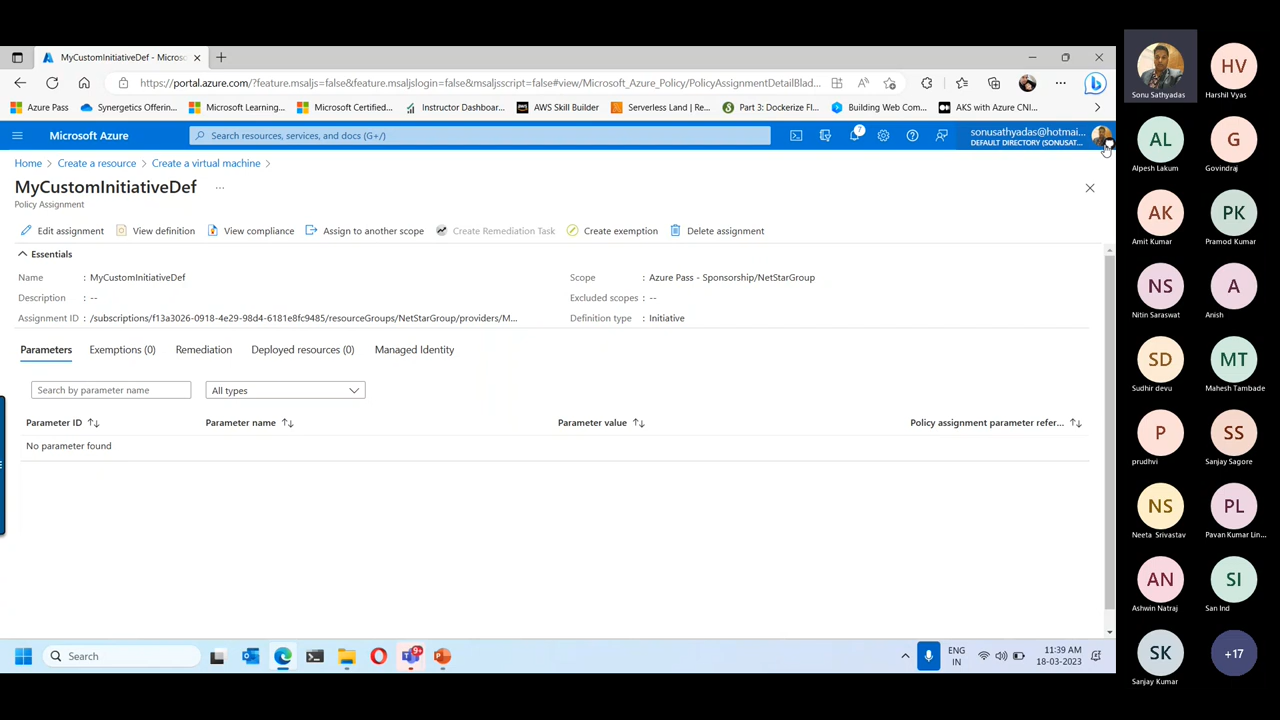 MyCustomInitiativeDef - Micros
https://portal.azure.com/?feature.msaljs=false&feature.msaljslogin=false&msaljsscript=false#view/Microsoft_Azure_Policy/PolicyAssignmentDetailBlad...
Azure Pass
Synergetics Offering...
Microsoft Learning...
Microsoft Certified...
Instructor Dashboar...
AWS Skill Builder
Serverless Land | Re...
Part 3: Dockerize Fl...
Building Web Com...
AKS with Azure CNI...
Microsoft Azure
Search resources, services, and docs (G+/)
7
sonusathyadas@hotmai...
DEFAULT DIRECTORY (SONUSAT...
Home > Create a resource > Create a virtual machine >
MyCustomInitiativeDef ...
Policy Assignment
Edit assignment
View definition
View compliance
Assign to another scope
Create Remediation Task
Create exemption
Delete assignment
Essentials
Name : MyCustomInitiativeDef
Scope : Azure Pass - Sponsorship/NetStarGroup
Description : --
Excluded scopes : --
Assignment ID : /subscriptions/f13a3026-0918-4e29-98d4-6181e8fc9485/resourceGroups/NetStarGroup/providers/M...
Definition type : Initiative
Parameters
Exemptions (0)
Remediation
Deployed resources (0)
Managed Identity
Search by parameter name
All types
Parameter ID
Parameter name
Parameter value
Policy assignment parameter refer...
No parameter found
Search
9+
ENG
IN
11:39 AM
18-03-2023
Sonu Sathyadas
HV
Harshil Vyas
AL
Alpesh Lakum
G
Govindraj
AK
Amit Kumar
PK
Pramod Kumar
NS
Nitin Saraswat
A
Anish
SD
Sudhir devu
MT
Mahesh Tambade
P
prudhvi
SS
Sanjay Sagore
NS
Neeta Srivastav
PL
Pavan Kumar Lin...
AN
Ashwin Natraj
SI
San Ind
SK
Sanjay Kumar
+17